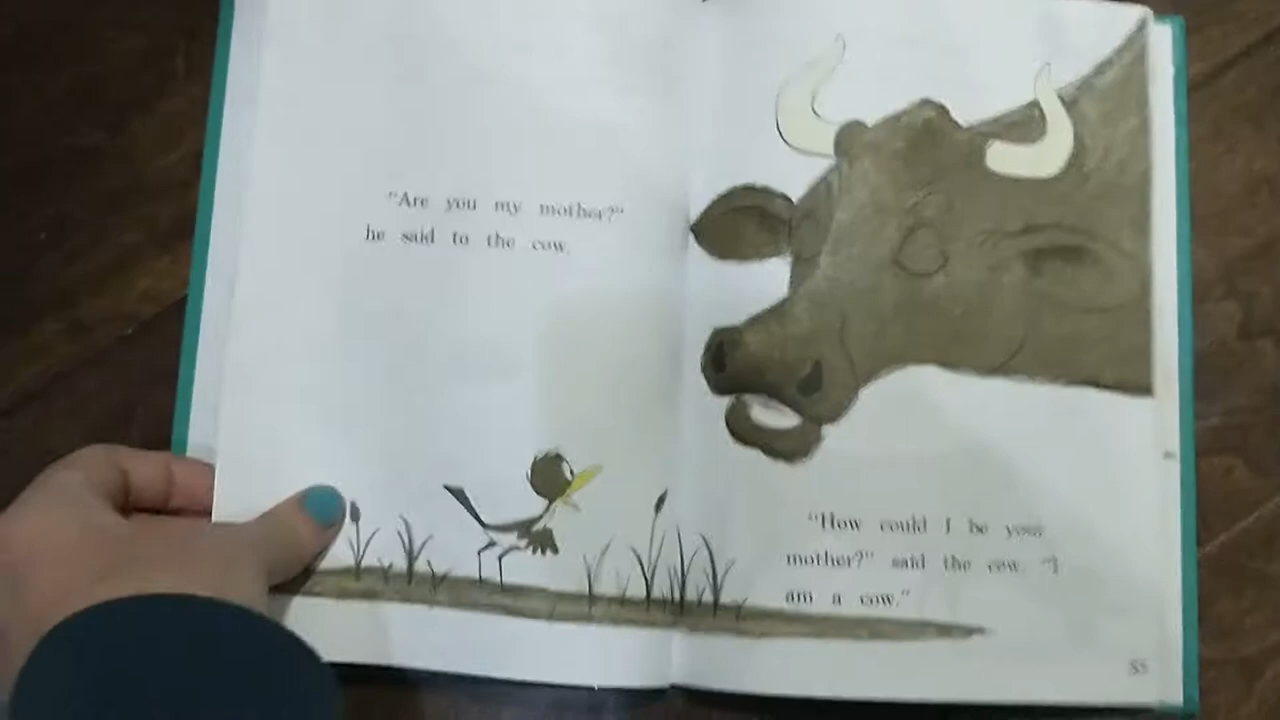 "Are you my mother?"
he said to the cow.
"How could I be your
mother?" said the cow. "I
am a cow."